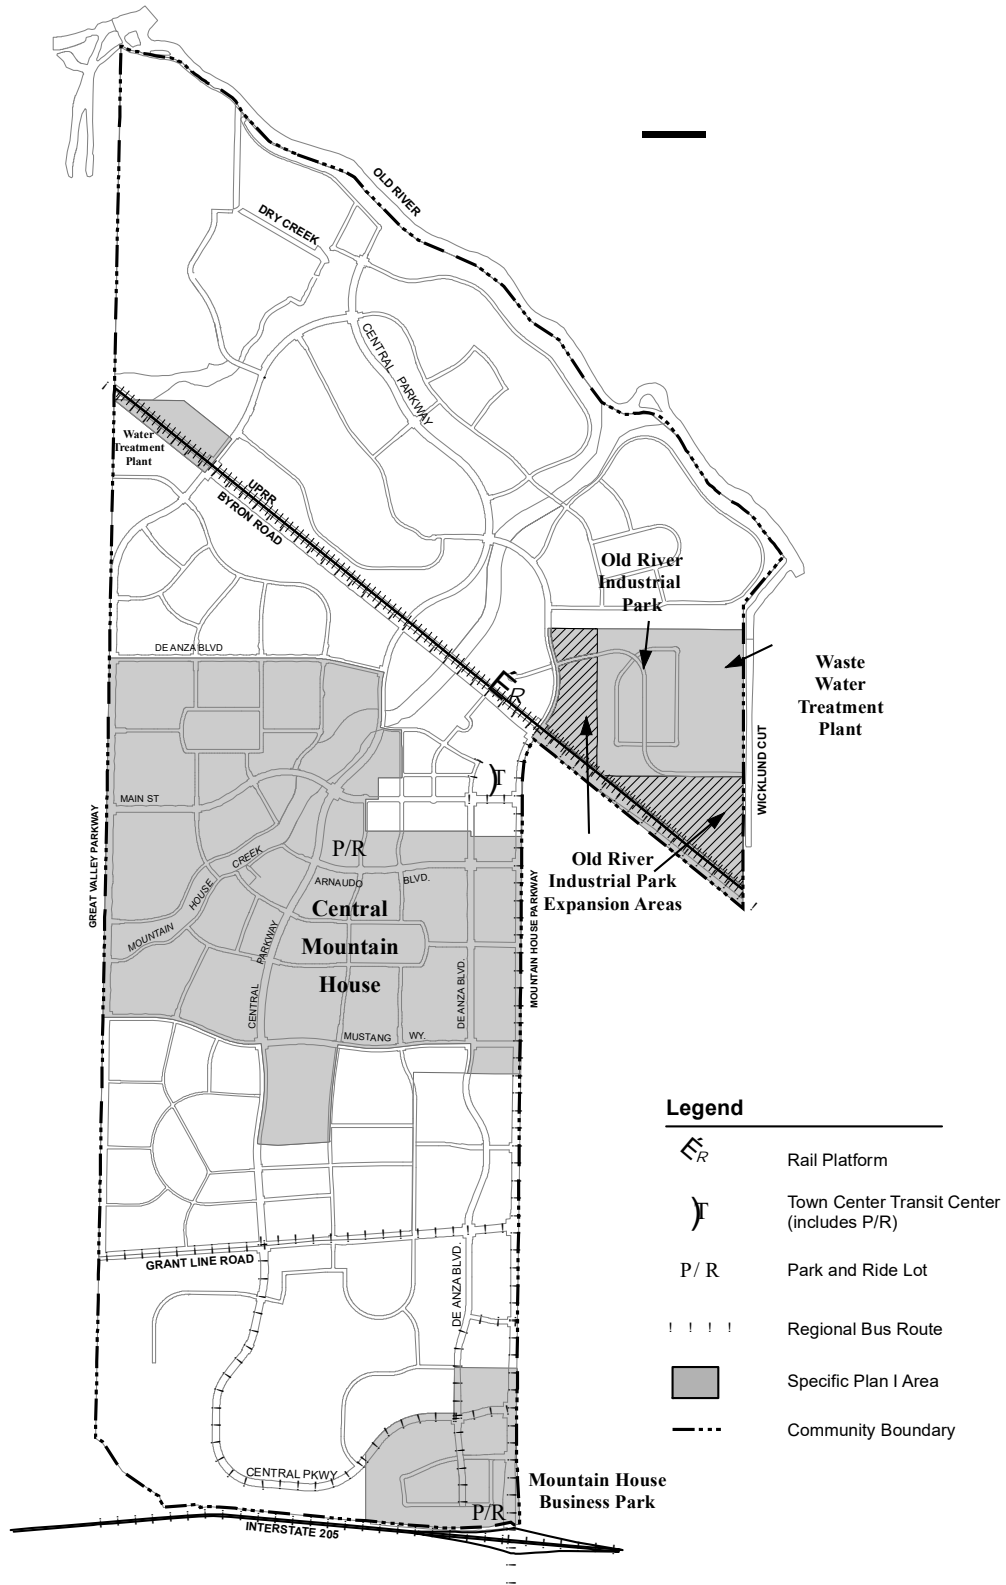 OLD RIVER
DRY CREEK
CENTRAL PARKWAY
Water
Treatment
Plant
UPRR
BYRON ROAD
Old River
Industrial
Park
DE ANZA BLVD
R
Waste
Water
Treatment
Plant
WICKLUND CUT
T
MAIN ST
GREAT VALLEY PARKWAY
P/R
MOUNTAIN HOUSE CREEK
ARNAUDO BLVD.
Old River
Industrial Park
Expansion Areas
Central
Mountain
House
MOUNTAIN HOUSE PARKWAY
CENTRAL PARKWAY
DE ANZA BLVD.
MUSTANG WY.
GRANT LINE ROAD
DE ANZA BLVD.
CENTRAL PKWY
Mountain House
Business Park
P/R
INTERSTATE 205
Legend
R Rail Platform
T Town Center Transit Center
(includes P/R)
P/ R Park and Ride Lot
Regional Bus Route
Specific Plan I Area
Community Boundary